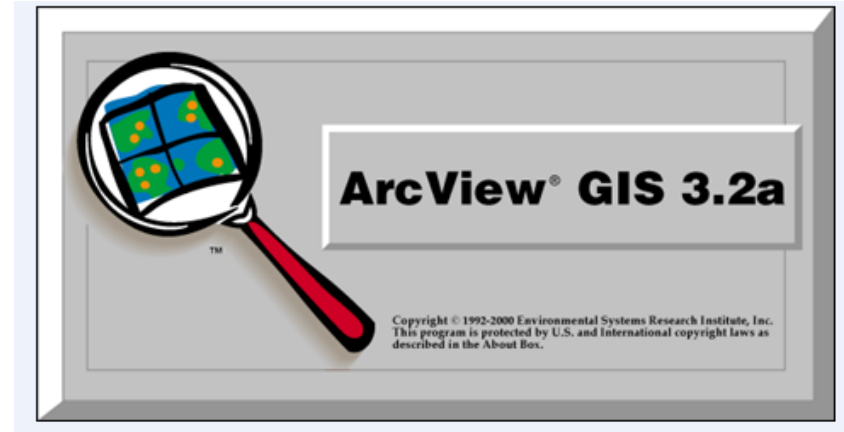 ArcView® GIS 3.2a
TM
Copyright © 1992-2000 Environmental Systems Research Institute, Inc.
This program is protected by U.S. and International copyright laws as
described in the About Box.